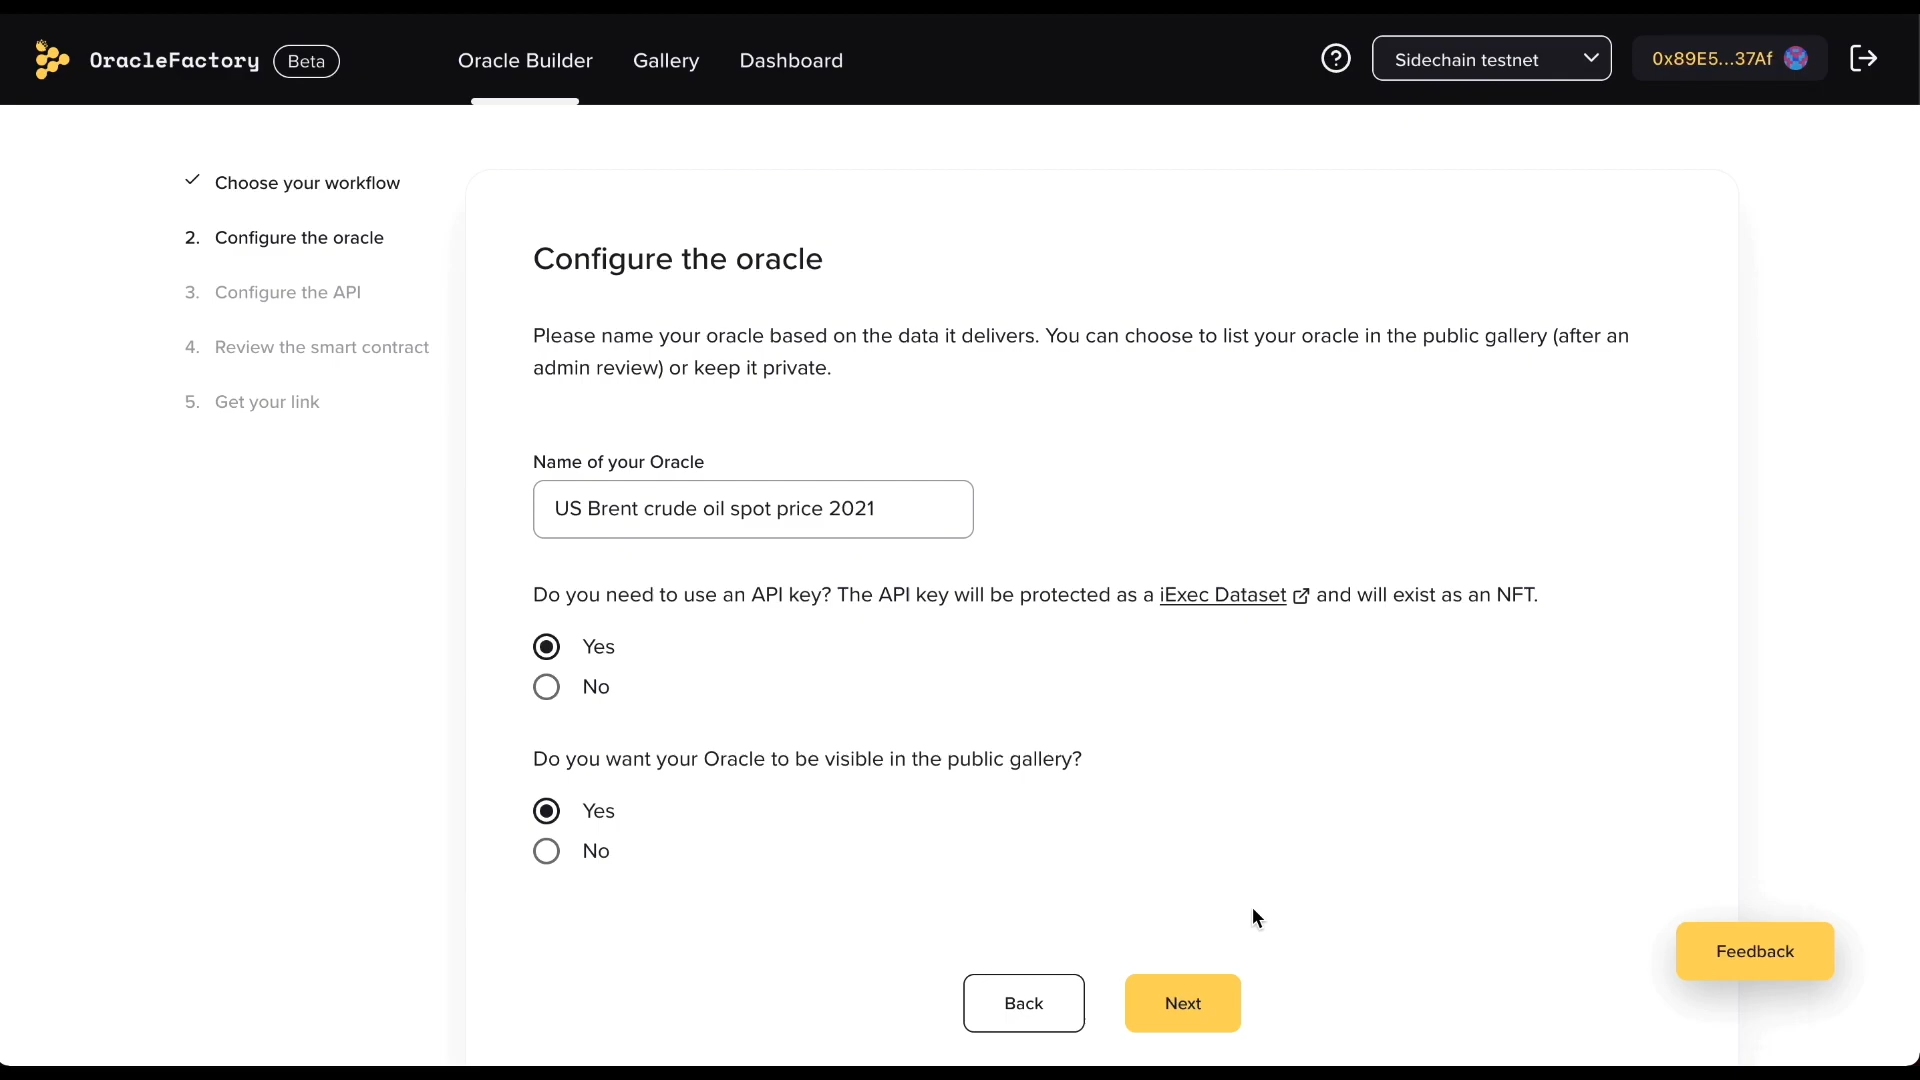 OracleFactory Beta Oracle Builder Gallery Dashboard Sidechain testnet 0x89E5...37Af
Choose your workflow
2. Configure the oracle
3. Configure the API
4. Review the smart contract
5. Get your link
Configure the oracle
Please name your oracle based on the data it delivers. You can choose to list your oracle in the public gallery (after an
admin review) or keep it private.
Name of your Oracle
US Brent crude oil spot price 2021
Do you need to use an API key? The API key will be protected as a iExec Dataset and will exist as an NFT.
Yes
No
Do you want your Oracle to be visible in the public gallery?
Yes
No
Feedback
Back Next